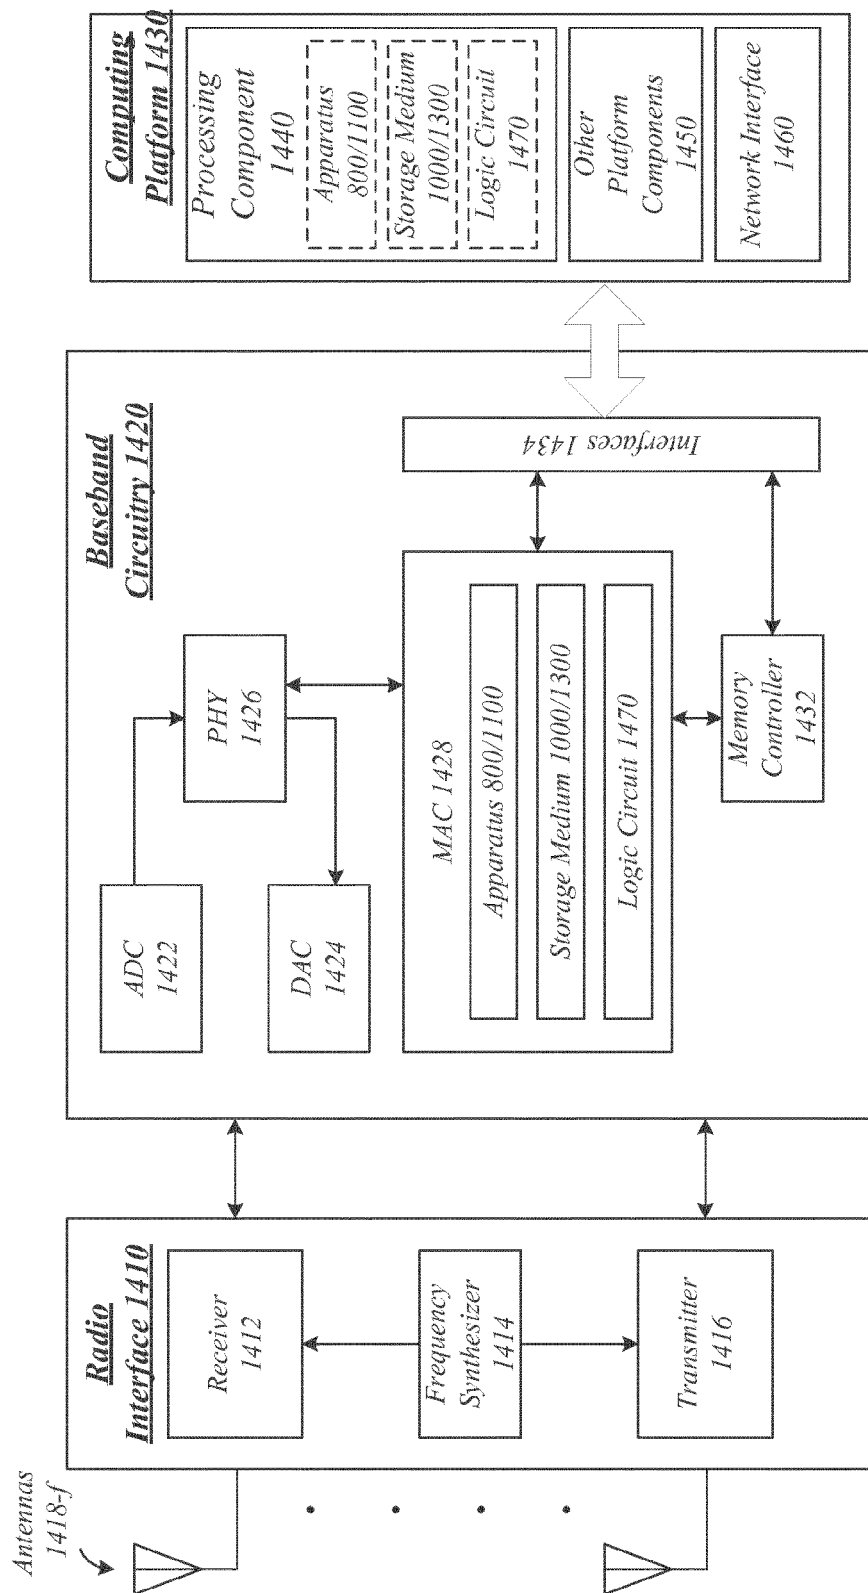 Antennas
1418-f
Radio
Interface 1410
Receiver
1412
Frequency
Synthesizer
1414
Transmitter
1416
Baseband
Circuitry 1420
ADC
1422
DAC
1424
PHY
1426
MAC 1428
Apparatus 800/1100
Storage Medium 1000/1300
Logic Circuit 1470
Memory
Controller
1432
Interfaces 1434
Computing
Platform 1430
Processing
Component
1440
Apparatus
800/1100
Storage Medium
1000/1300
Logic Circuit
1470
Other
Platform
Components
1450
Network Interface
1460